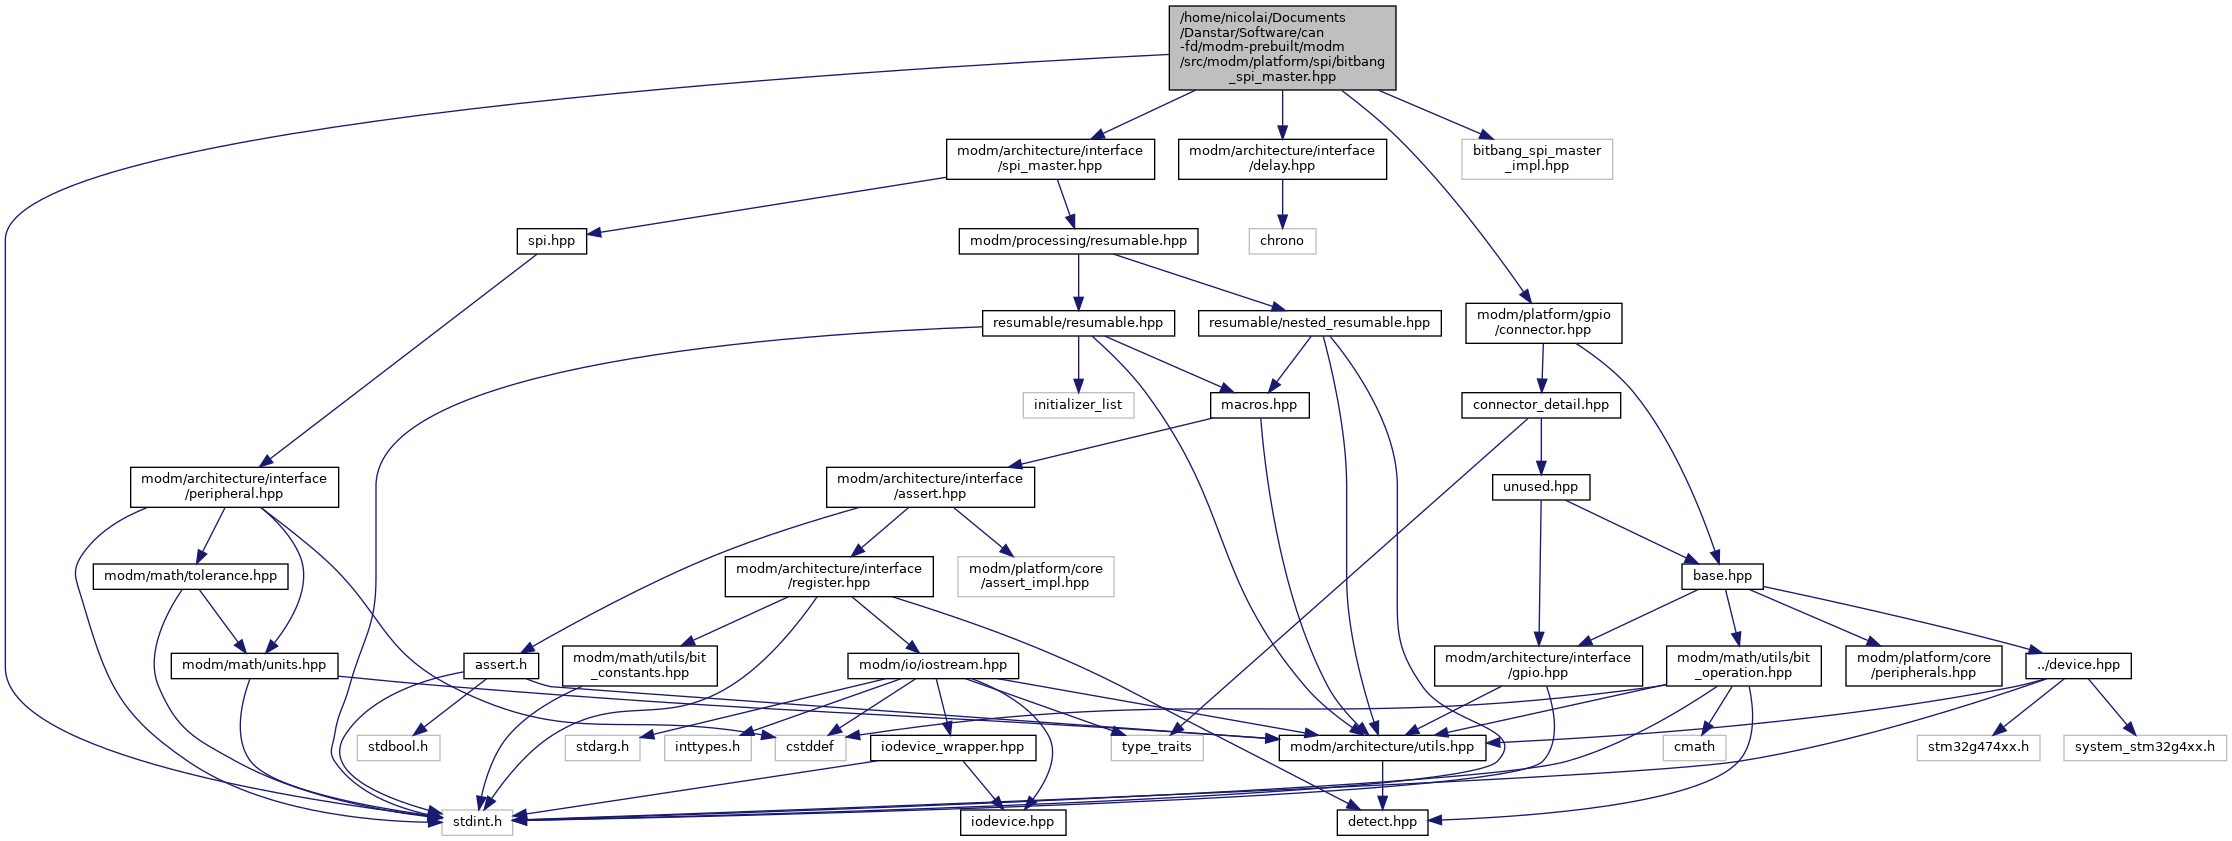 /home/nicolai/Documents
/Danstar/Software/can
-fd/modm-prebuilt/modm
/src/modm/platform/spi/bitbang
_spi_master.hpp
modm/architecture/interface
/spi_master.hpp
modm/architecture/interface
/delay.hpp
bitbang_spi_master
_impl.hpp
spi.hpp
modm/processing/resumable.hpp
chrono
resumable/resumable.hpp
resumable/nested_resumable.hpp
modm/platform/gpio
/connector.hpp
initializer_list
macros.hpp
connector_detail.hpp
modm/architecture/interface
/peripheral.hpp
modm/architecture/interface
/assert.hpp
unused.hpp
modm/math/tolerance.hpp
modm/architecture/interface
/register.hpp
modm/platform/core
/assert_impl.hpp
base.hpp
modm/math/units.hpp
assert.h
modm/math/utils/bit
_constants.hpp
modm/io/iostream.hpp
modm/architecture/interface
/gpio.hpp
modm/math/utils/bit
_operation.hpp
modm/platform/core
/peripherals.hpp
../device.hpp
stdbool.h
stdarg.h
inttypes.h
cstddef
iodevice_wrapper.hpp
type_traits
modm/architecture/utils.hpp
cmath
stm32g474xx.h
system_stm32g4xx.h
stdint.h
iodevice.hpp
detect.hpp